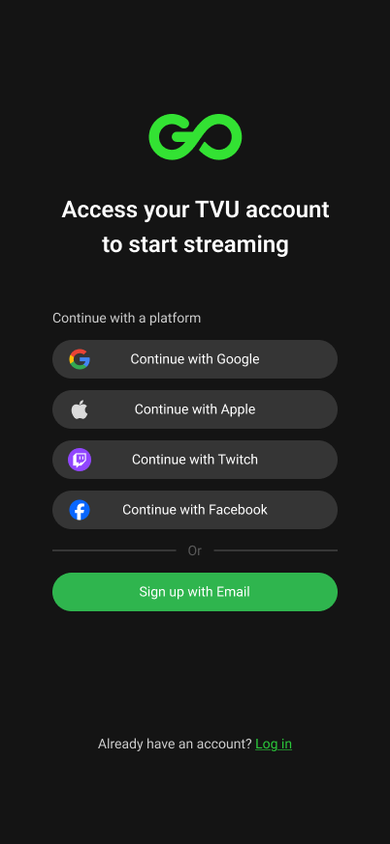 GO
Access your TVU account
to start streaming
Continue with a platform
Continue with Google
Continue with Apple
Continue with Twitch
Continue with Facebook
Or
Sign up with Email
Already have an account? Log in